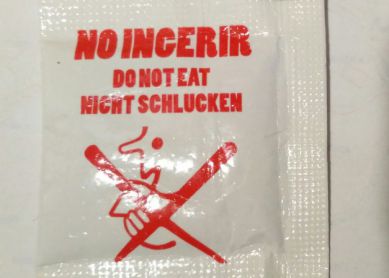 NO INGERIR
DO NOT EAT
NICHT SCHLUCKEN